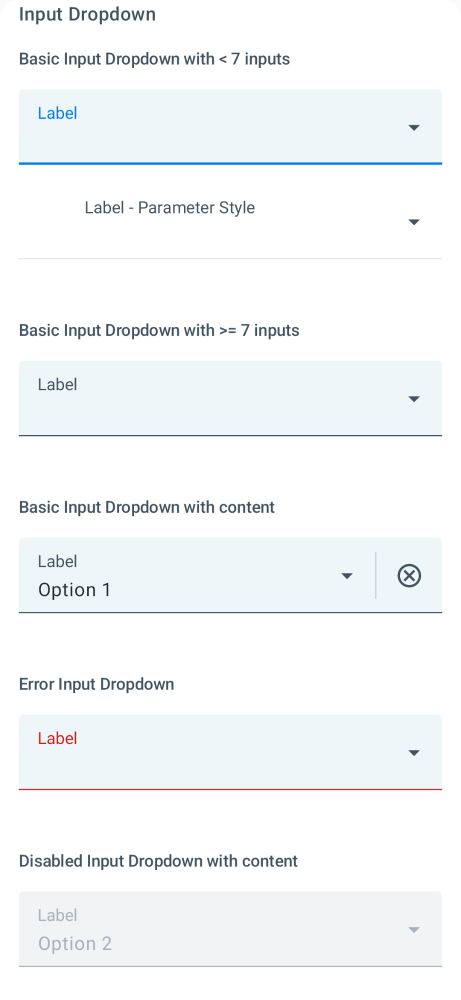 Input Dropdown
Basic Input Dropdown with < 7 inputs
Label
Label - Parameter Style
Basic Input Dropdown with >= 7 inputs
Label
Basic Input Dropdown with content
Label
Option 1
Error Input Dropdown
Label
Disabled Input Dropdown with content
Label
Option 2